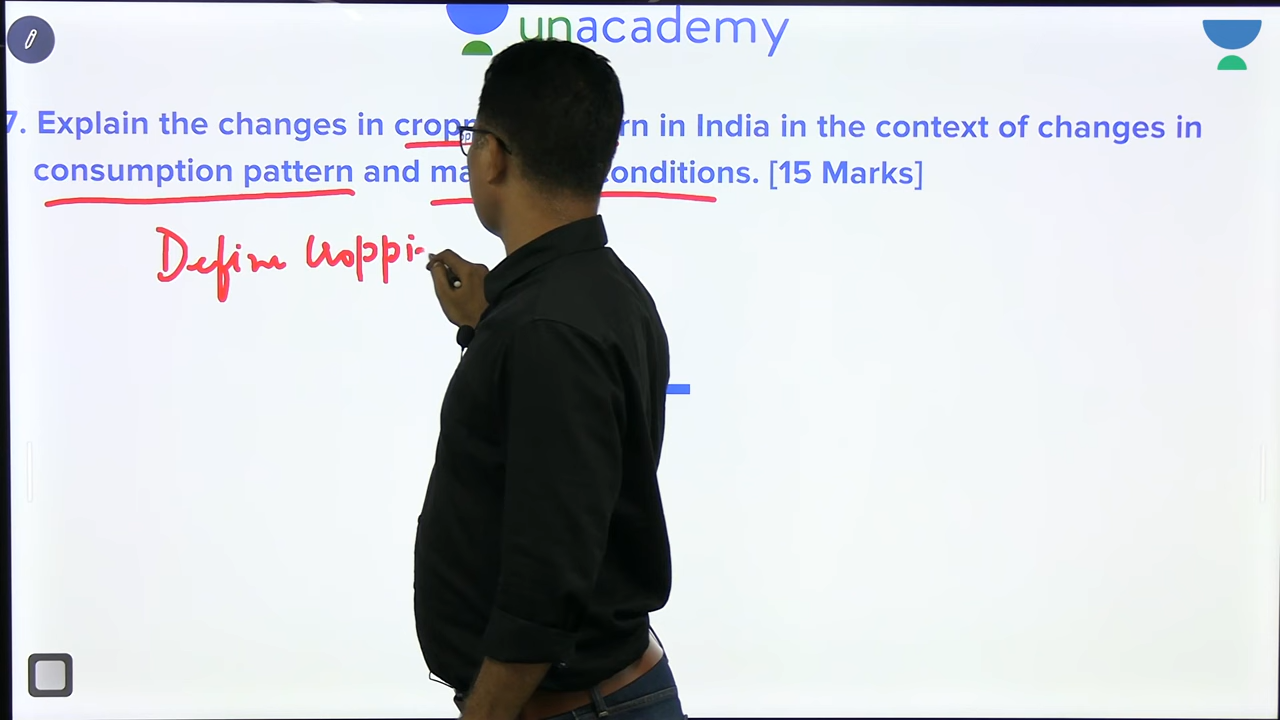 unacademy
7. Explain the changes in cropp rn in India in the context of changes in
consumption pattern and ma onditions. [15 Marks]
Define Croppi